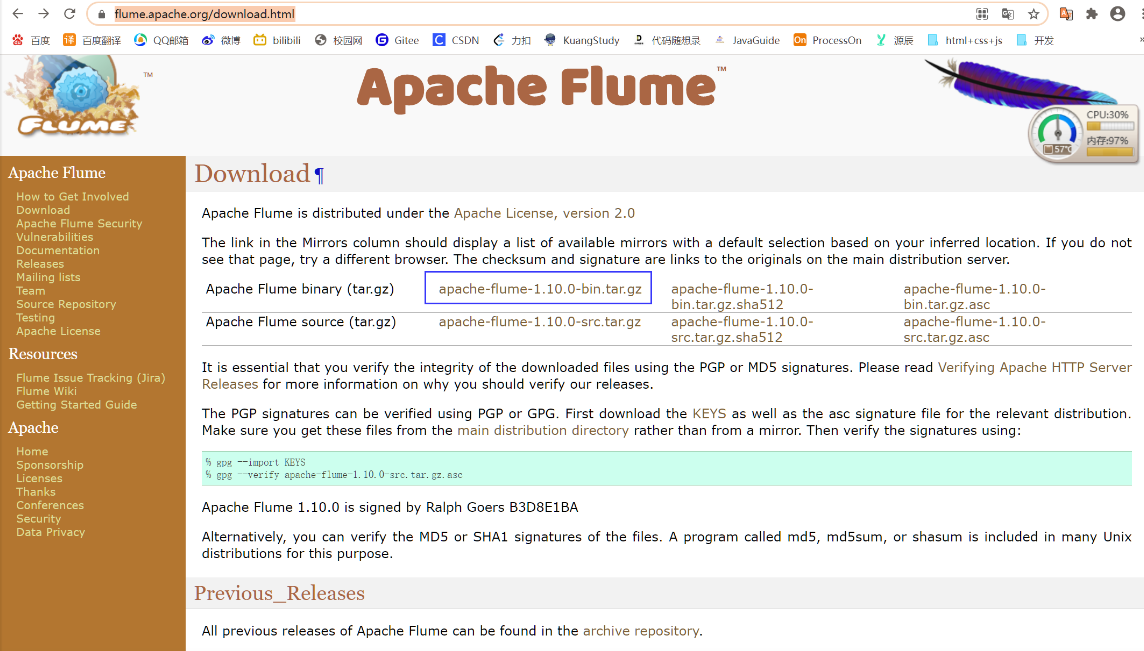 flume.apache.org/download.html
百度 百度翻译 QQ邮箱 微博 bilibili 校园网 Gitee CSDN 力扣 KuangStudy 代码随想录 JavaGuide ProcessOn 源辰 html+css+js 开发
FLUME TM
Apache Flume™
CPU:30%
内存:97%
57℃
Apache Flume
How to Get Involved
Download
Apache Flume Security
Vulnerabilities
Documentation
Releases
Mailing lists
Team
Source Repository
Testing
Apache License
Resources
Flume Issue Tracking (Jira)
Flume Wiki
Getting Started Guide
Apache
Home
Sponsorship
Licenses
Thanks
Conferences
Security
Data Privacy
Download ¶
Apache Flume is distributed under the Apache License, version 2.0
The link in the Mirrors column should display a list of available mirrors with a default selection based on your inferred location. If you do not
see that page, try a different browser. The checksum and signature are links to the originals on the main distribution server.
Apache Flume binary (tar.gz) apache-flume-1.10.0-bin.tar.gz apache-flume-1.10.0- apache-flume-1.10.0-
bin.tar.gz.sha512 bin.tar.gz.asc
Apache Flume source (tar.gz) apache-flume-1.10.0-src.tar.gz apache-flume-1.10.0- apache-flume-1.10.0-
src.tar.gz.sha512 src.tar.gz.asc
It is essential that you verify the integrity of the downloaded files using the PGP or MD5 signatures. Please read Verifying Apache HTTP Server
Releases for more information on why you should verify our releases.
The PGP signatures can be verified using PGP or GPG. First download the KEYS as well as the asc signature file for the relevant distribution.
Make sure you get these files from the main distribution directory rather than from a mirror. Then verify the signatures using:
% gpg --import KEYS
% gpg --verify apache-flume-1.10.0-src.tar.gz.asc
Apache Flume 1.10.0 is signed by Ralph Goers B3D8E1BA
Alternatively, you can verify the MD5 or SHA1 signatures of the files. A program called md5, md5sum, or shasum is included in many Unix
distributions for this purpose.
Previous_Releases
All previous releases of Apache Flume can be found in the archive repository.